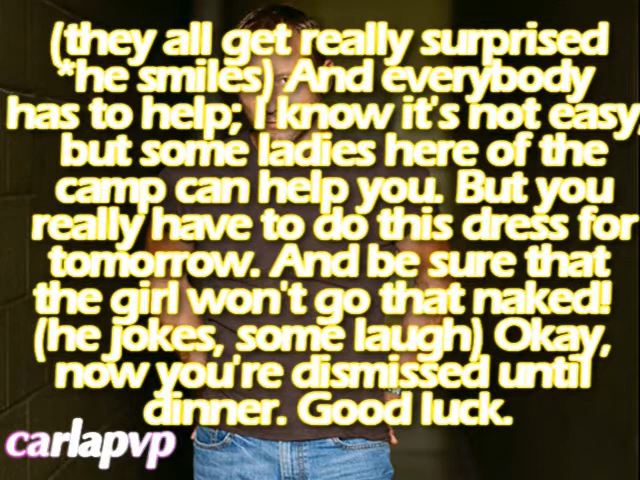 (they all get really surprised
*he smiles) And everybody
has to help; I know it's not easy,
but some ladies here of the
camp can help you. But you
really have to do this dress for
tomorrow. And be sure that
the girl won't go that naked!
(he jokes, some laugh) Okay,
now you're dismissed until
dinner. Good luck.
carlapvp